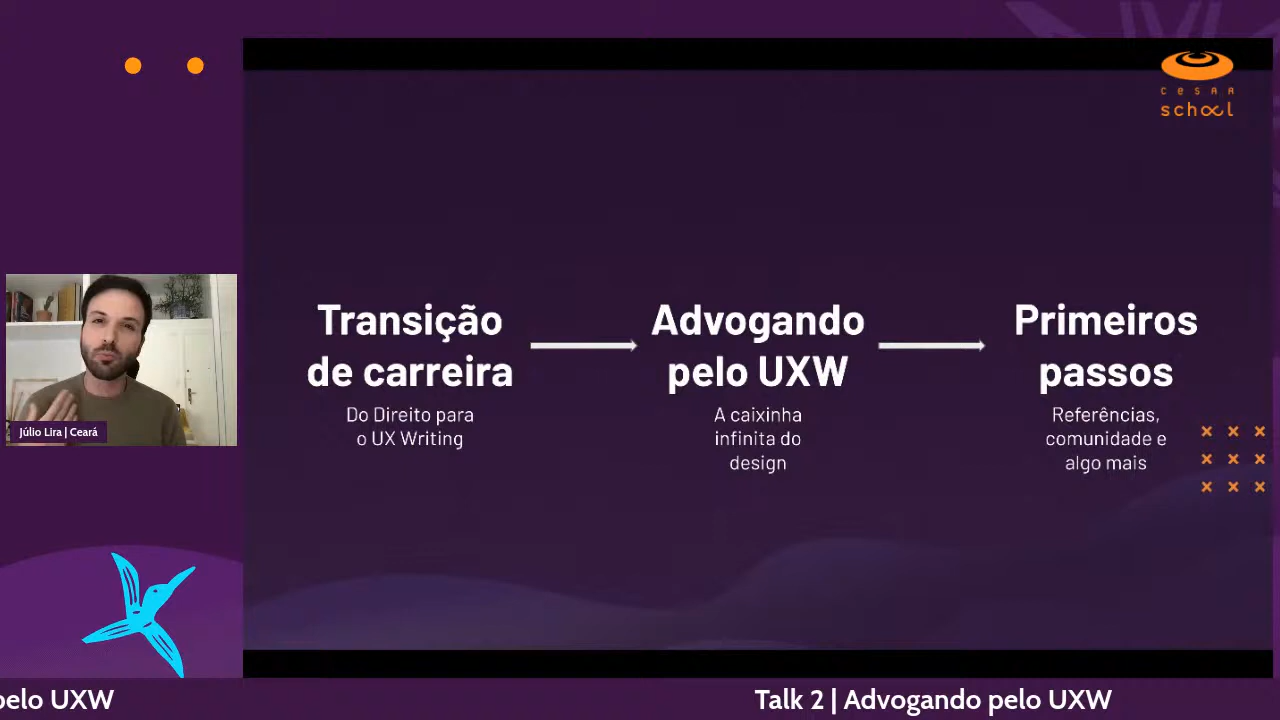 CESAR
school
Transição
de carreira
Do Direito para
o UX Writing
Advogando
pelo UXW
A caixinha
infinita do
design
Primeiros
passos
Referências,
comunidade e
algo mais
Júlio Lira | Ceará
pelo UXW
Talk 2 | Advogando pelo UXW